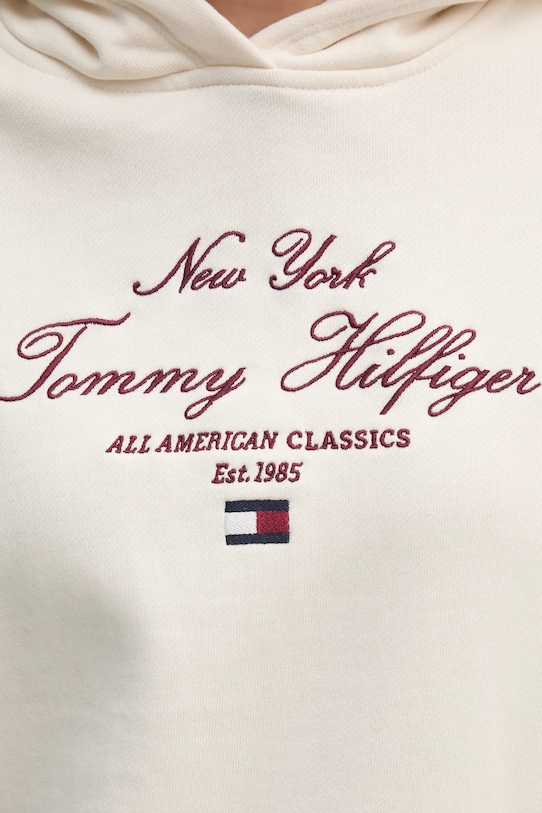 New York
Tommy Hilfiger
ALL AMERICAN CLASSICS
Est. 1985